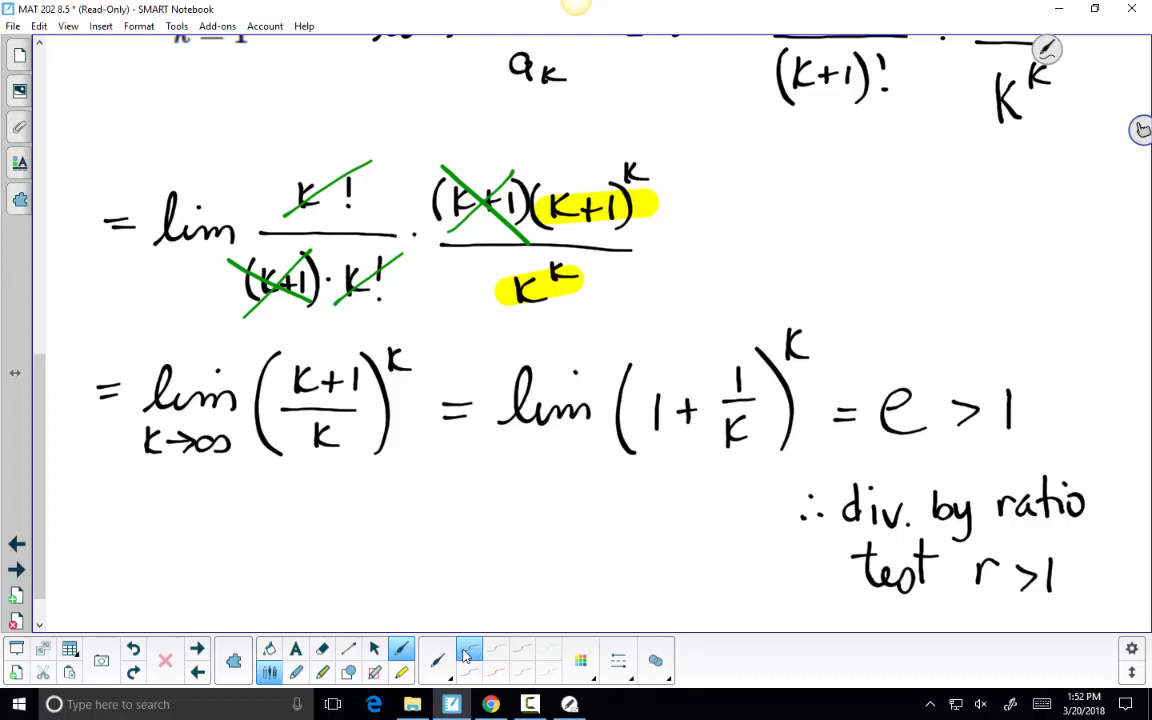 MAT 202 8.5 * (Read-Only) - SMART Notebook
File Edit View Insert Format Tools Add-ons Account Help
a_k (k+1)! k^k
= lim k! / ((k+1) · k!) · (k+1)(k+1)^k / k^k
= lim k→∞ ((k+1)/k)^k = lim (1 + 1/k)^k = e > 1
∴ div. by ratio
test r >1
Type here to search
1:52 PM
3/20/2018